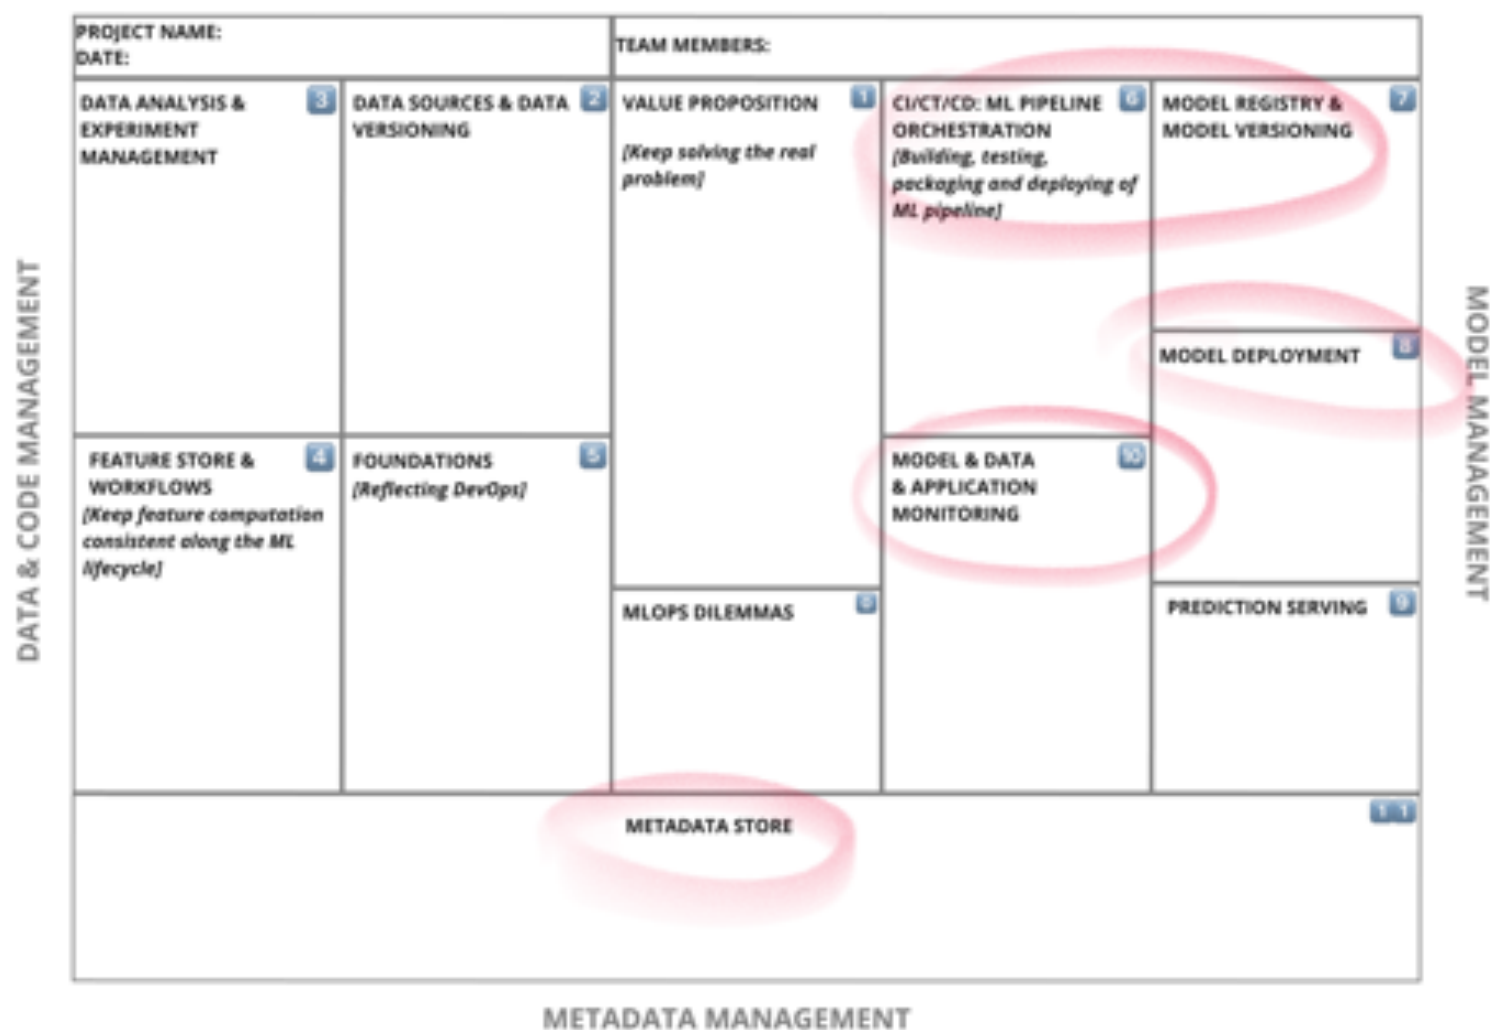 PROJECT NAME:
DATE:
TEAM MEMBERS:
DATA ANALYSIS & 3
EXPERIMENT
MANAGEMENT
DATA SOURCES & DATA 2
VERSIONING
VALUE PROPOSITION 1
[Keep solving the real
problem]
CI/CT/CD: ML PIPELINE 6
ORCHESTRATION
[Building, testing,
packaging and deploying of
ML pipeline]
MODEL REGISTRY & 7
MODEL VERSIONING
MODEL DEPLOYMENT 8
FEATURE STORE & 4
WORKFLOWS
[Keep feature computation
consistent along the ML
lifecycle]
FOUNDATIONS 5
[Reflecting DevOps]
MODEL & DATA 10
& APPLICATION
MONITORING
MLOPS DILEMMAS
PREDICTION SERVING 9
METADATA STORE 11
DATA & CODE MANAGEMENT
MODEL MANAGEMENT
METADATA MANAGEMENT